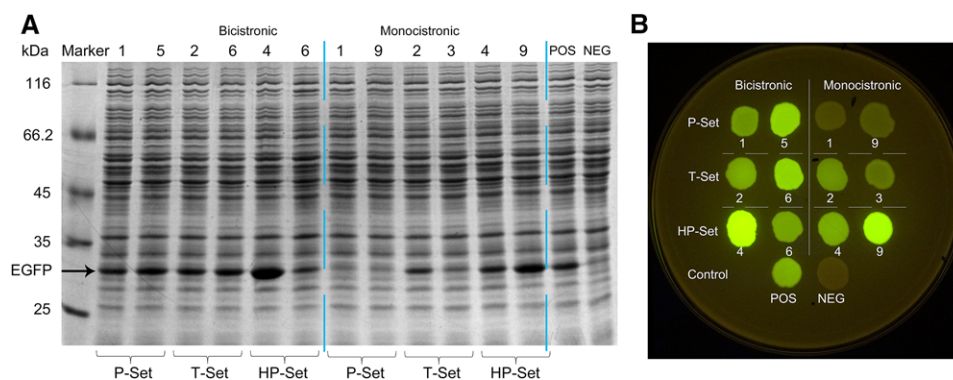 A
Bicistronic Monocistronic
kDa Marker 1 5 2 6 4 6 1 9 2 3 4 9 POS NEG
116
66.2
45
35
EGFP
25
P-Set T-Set HP-Set P-Set T-Set HP-Set
B
Bicistronic Monocistronic
P-Set
1 5 1 9
T-Set
2 6 2 3
HP-Set
4 6 4 9
Control
POS NEG